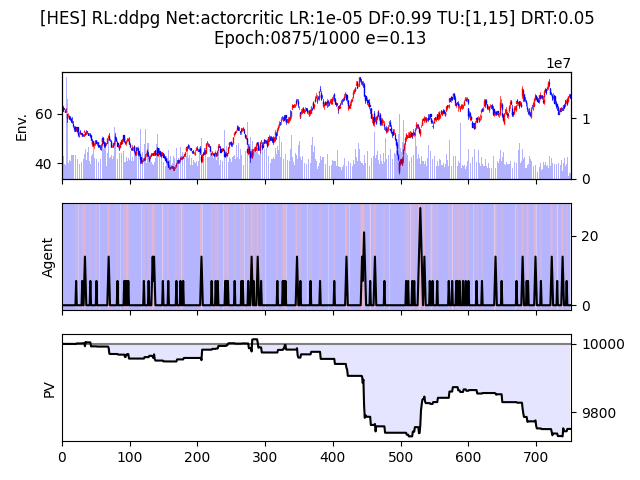 [HES] RL:ddpg Net:actorcritic LR:1e-05 DF:0.99 TU:[1,15] DRT:0.05
Epoch:0875/1000 e=0.13
1e7
Env.
60
40
1
0
Agent
20
0
PV
10000
9800
0 100 200 300 400 500 600 700